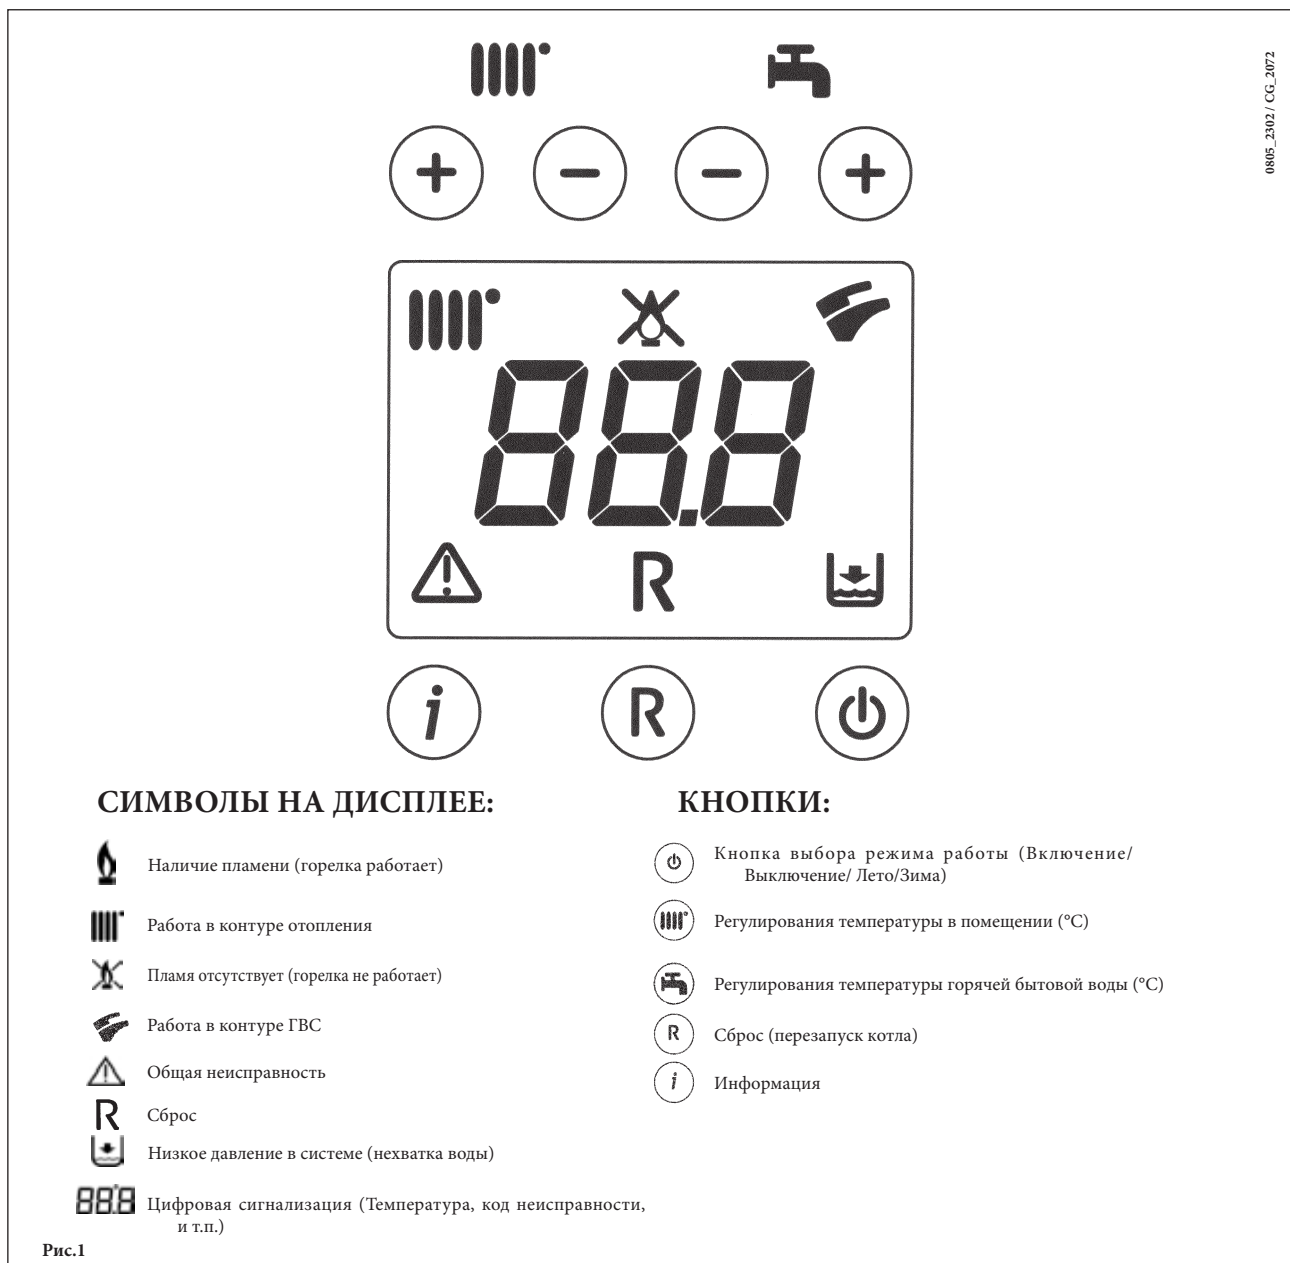 0805_2302 / CG_2072
+ − − +
88.8
R
i R
СИМВОЛЫ НА ДИСПЛЕЕ:
Наличие пламени (горелка работает)
Работа в контуре отопления
Пламя отсутствует (горелка не работает)
Работа в контуре ГВС
Общая неисправность
R Сброс
Низкое давление в системе (нехватка воды)
88.8 Цифровая сигнализация (Температура, код неисправности,
и т.п.)
КНОПКИ:
Кнопка выбора режима работы (Включение/
Выключение/ Лето/Зима)
Регулирования температуры в помещении (°C)
Регулирования температуры горячей бытовой воды (°C)
R Сброс (перезапуск котла)
i Информация
Рис.1